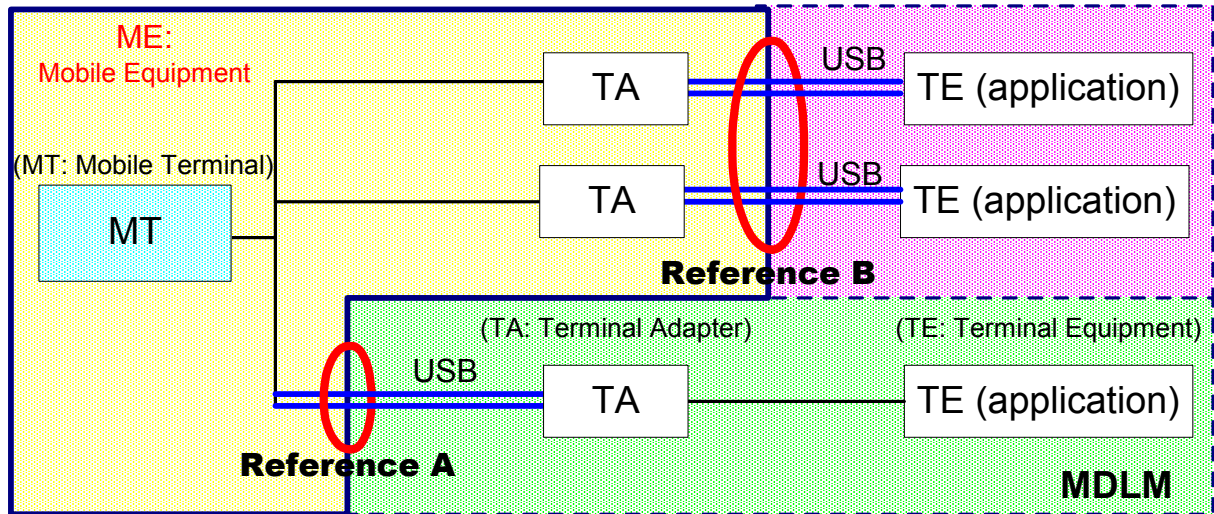 ME:
Mobile Equipment
TA
USB
TE (application)
(MT: Mobile Terminal)
MT
TA
USB
TE (application)
Reference B
(TA: Terminal Adapter)
(TE: Terminal Equipment)
USB
TA
TE (application)
Reference A
MDLM